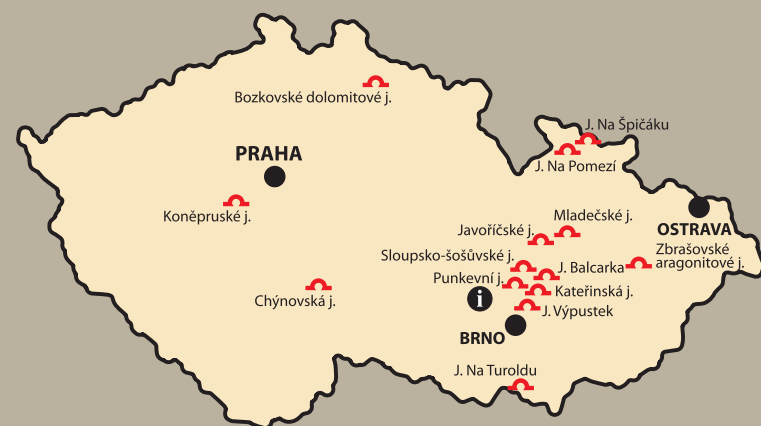 Bozkovské dolomitové j.
J. Na Špičáku
PRAHA
J. Na Pomezí
Koněpruské j.
Mladečské j.
Javoříčské j.
OSTRAVA
Sloupsko-šošůvské j.
Zbrašovské
aragonitové j.
J. Balcarka
Punkevní j.
Kateřinská j.
Chýnovská j.
i
J. Výpustek
BRNO
J. Na Turoldu